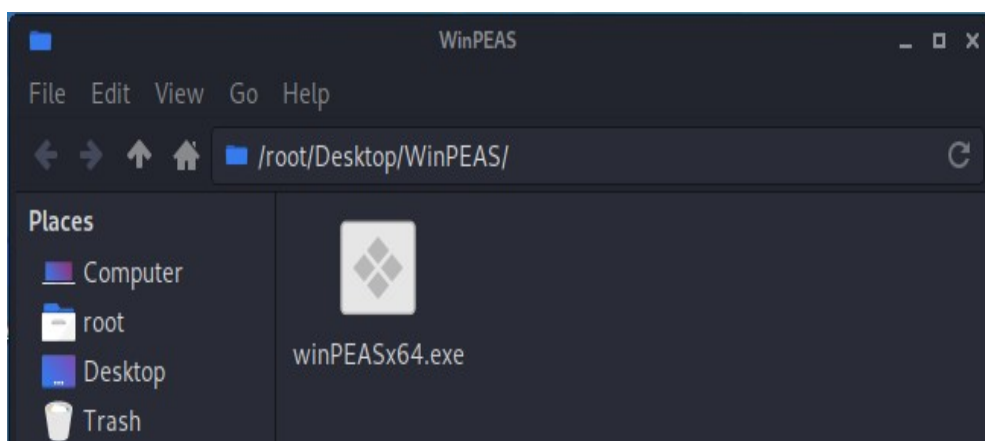 WinPEAS
File Edit View Go Help
/root/Desktop/WinPEAS/
Places
Computer
root
Desktop
Trash
winPEASx64.exe